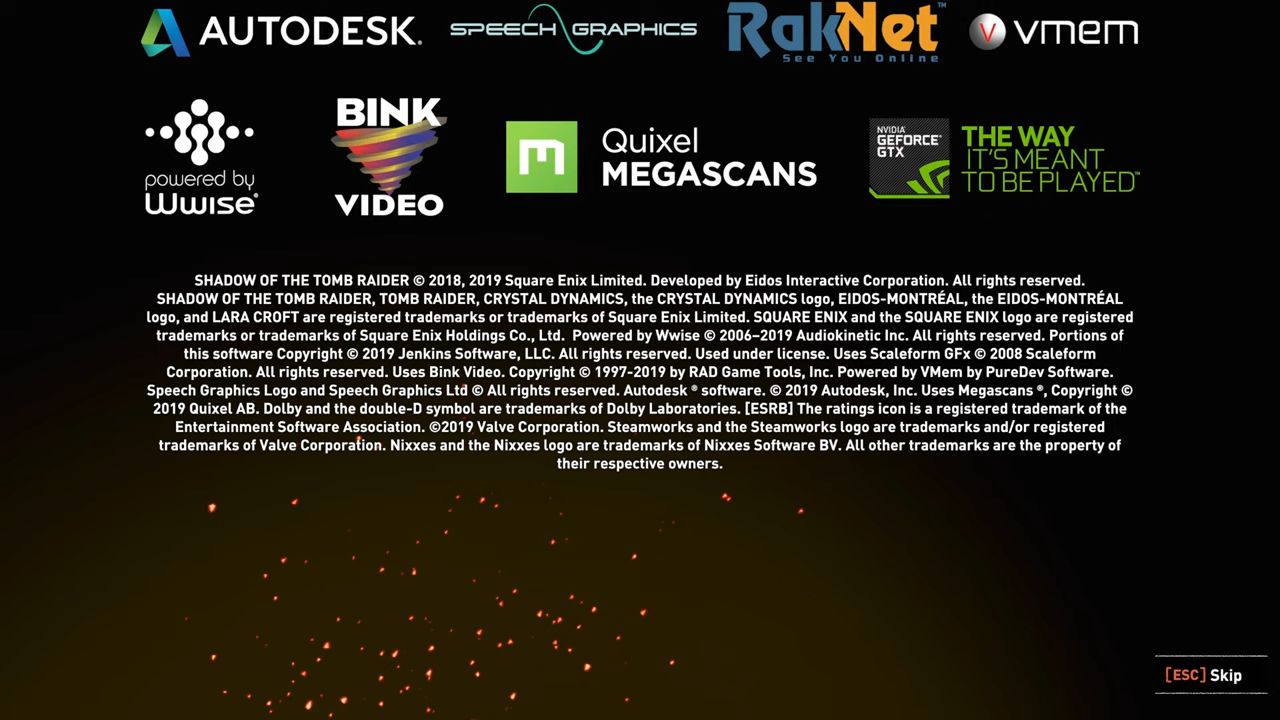 AUTODESK.
SPEECH GRAPHICS
RakNet™
See You Online
V vmem
powered by
Wwise®
BINK
VIDEO
m
Quixel
MEGASCANS
NVIDIA®
GEFORCE®
GTX
THE WAY
IT'S MEANT
TO BE PLAYED™
SHADOW OF THE TOMB RAIDER © 2018, 2019 Square Enix Limited. Developed by Eidos Interactive Corporation. All rights reserved.
SHADOW OF THE TOMB RAIDER, TOMB RAIDER, CRYSTAL DYNAMICS, the CRYSTAL DYNAMICS logo, EIDOS-MONTRÉAL, the EIDOS-MONTRÉAL
logo, and LARA CROFT are registered trademarks or trademarks of Square Enix Limited. SQUARE ENIX and the SQUARE ENIX logo are registered
trademarks or trademarks of Square Enix Holdings Co., Ltd. Powered by Wwise © 2006–2019 Audiokinetic Inc. All rights reserved. Portions of
this software Copyright © 2019 Jenkins Software, LLC. All rights reserved. Used under license. Uses Scaleform GFx © 2008 Scaleform
Corporation. All rights reserved. Uses Bink Video. Copyright © 1997-2019 by RAD Game Tools, Inc. Powered by VMem by PureDev Software.
Speech Graphics Logo and Speech Graphics Ltd © All rights reserved. Autodesk ® software. © 2019 Autodesk, Inc. Uses Megascans ®, Copyright ©
2019 Quixel AB. Dolby and the double-D symbol are trademarks of Dolby Laboratories. [ESRB] The ratings icon is a registered trademark of the
Entertainment Software Association. ©2019 Valve Corporation. Steamworks and the Steamworks logo are trademarks and/or registered
trademarks of Valve Corporation. Nixxes and the Nixxes logo are trademarks of Nixxes Software BV. All other trademarks are the property of
their respective owners.
[ESC] Skip